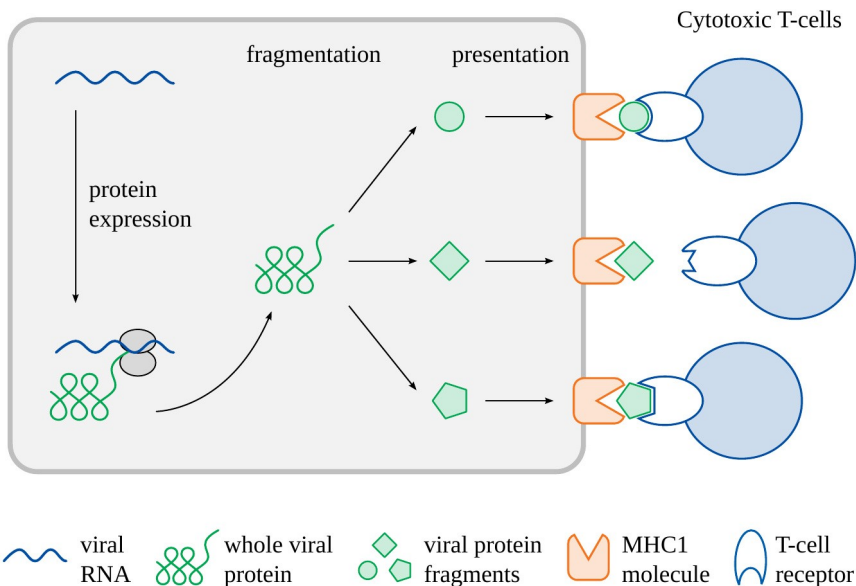 Cytotoxic T-cells
fragmentation
presentation
protein
expression
viral
RNA
whole viral
protein
viral protein
fragments
MHC1
molecule
T-cell
receptor